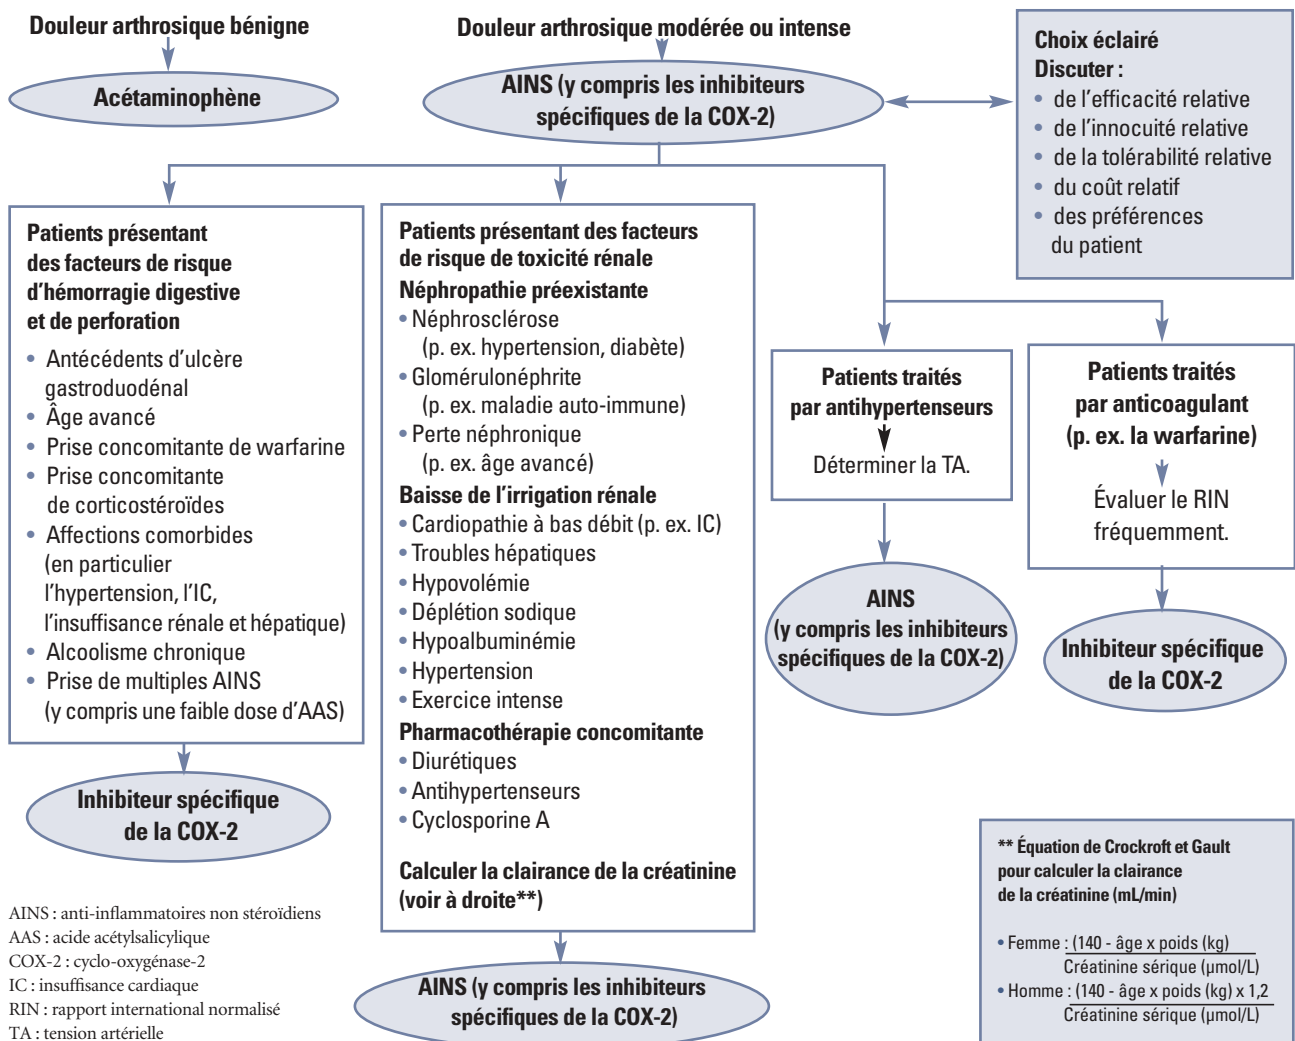 Douleur arthrosique bénigne
Acétaminophène
Douleur arthrosique modérée ou intense
AINS (y compris les inhibiteurs
spécifiques de la COX-2)
Choix éclairé
Discuter :
• de l'efficacité relative
• de l'innocuité relative
• de la tolérabilité relative
• du coût relatif
• des préférences
du patient
Patients présentant
des facteurs de risque
d'hémorragie digestive
et de perforation
• Antécédents d'ulcère
gastroduodénal
• Âge avancé
• Prise concomitante de warfarine
• Prise concomitante
de corticostéroïdes
• Affections comorbides
(en particulier
l'hypertension, l'IC,
l'insuffisance rénale et hépatique)
• Alcoolisme chronique
• Prise de multiples AINS
(y compris une faible dose d'AAS)
Inhibiteur spécifique
de la COX-2
Patients présentant des facteurs
de risque de toxicité rénale
Néphropathie préexistante
• Néphrosclérose
(p. ex. hypertension, diabète)
• Glomérulonéphrite
(p. ex. maladie auto-immune)
• Perte néphronique
(p. ex. âge avancé)
Baisse de l'irrigation rénale
• Cardiopathie à bas débit (p. ex. IC)
• Troubles hépatiques
• Hypovolémie
• Déplétion sodique
• Hypoalbuminémie
• Hypertension
• Exercice intense
Pharmacothérapie concomitante
• Diurétiques
• Antihypertenseurs
• Cyclosporine A
Calculer la clairance de la créatinine
(voir à droite**)
AINS (y compris les inhibiteurs
spécifiques de la COX-2)
Patients traités
par antihypertenseurs
Déterminer la TA.
AINS
(y compris les inhibiteurs
spécifiques de la COX-2)
Patients traités
par anticoagulant
(p. ex. la warfarine)
Évaluer le RIN
fréquemment.
Inhibiteur spécifique
de la COX-2
** Équation de Crockroft et Gault
pour calculer la clairance
de la créatinine (mL/min)
• Femme : (140 - âge x poids (kg)
Créatinine sérique (µmol/L)
• Homme : (140 - âge x poids (kg) x 1,2
Créatinine sérique (µmol/L)
AINS : anti-inflammatoires non stéroïdiens
AAS : acide acétylsalicylique
COX-2 : cyclo-oxygénase-2
IC : insuffisance cardiaque
RIN : rapport international normalisé
TA : tension artérielle